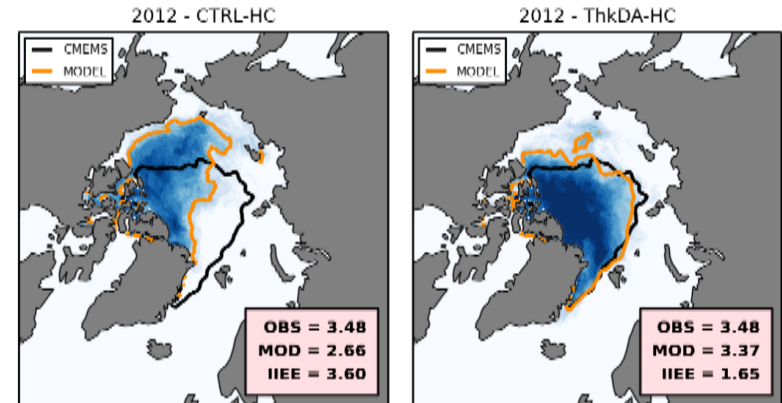 2012 - CTRL-HC
CMEMS
MODEL
OBS = 3.48
MOD = 2.66
IIEE = 3.60
2012 - ThkDA-HC
CMEMS
MODEL
OBS = 3.48
MOD = 3.37
IIEE = 1.65